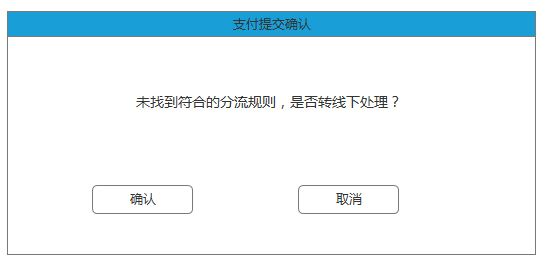 支付提交确认
未找到符合的分流规则，是否转线下处理？
确认
取消